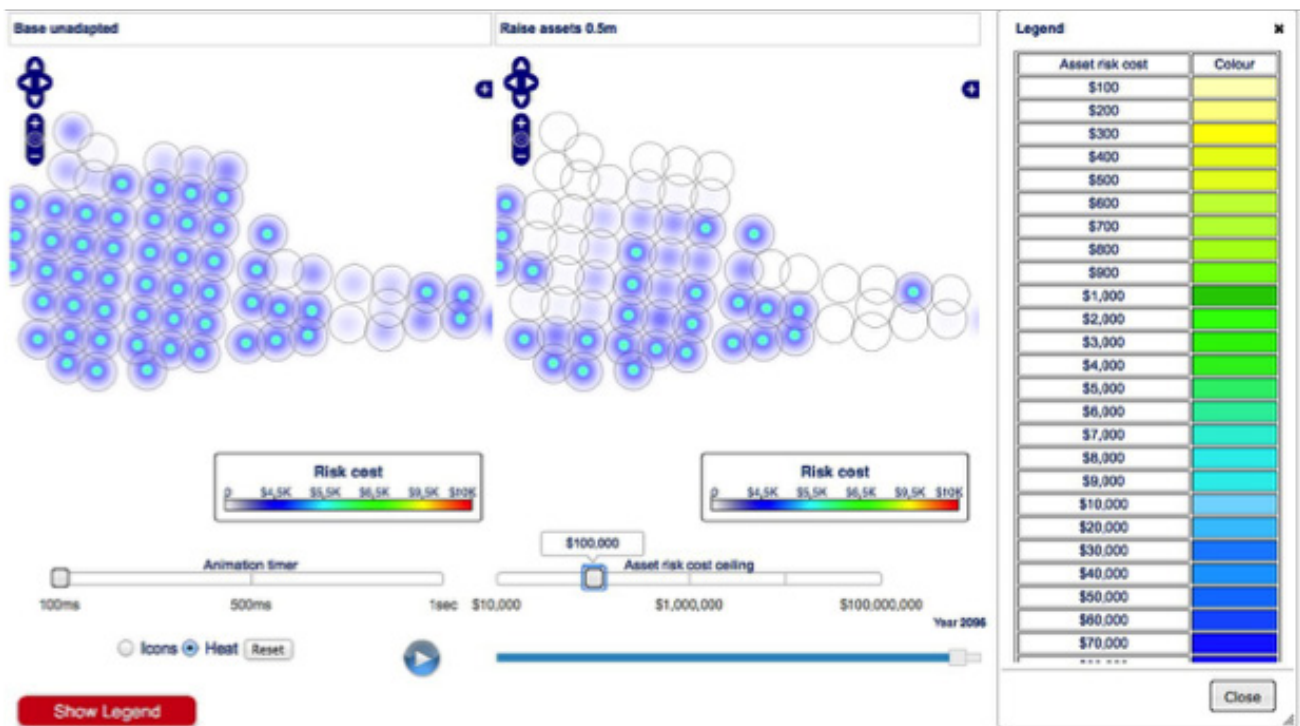 Base unadapted
Raise assets 0.5m
Risk cost
0 $4,5K $5,5K $6,5K $9,5K $10K
Risk cost
0 $4,5K $5,5K $6,5K $9,5K $10K
Animation timer
100ms 500ms 1sec
$100,000
Asset risk cost ceiling
$10,000 $1,000,000 $100,000,000
Year 2096
Icons Heat Reset
Show Legend
Legend
Asset risk cost Colour
$100
$200
$300
$400
$500
$600
$700
$800
$900
$1,000
$2,000
$3,000
$4,000
$5,000
$6,000
$7,000
$8,000
$9,000
$10,000
$20,000
$30,000
$40,000
$50,000
$60,000
$70,000
Close